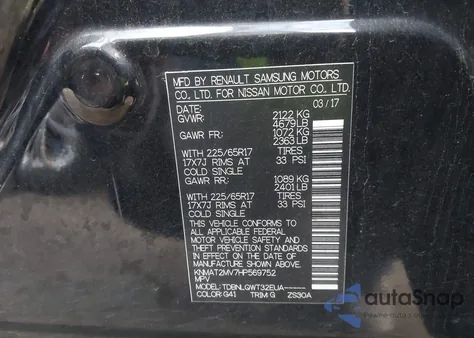 MFD BY RENAULT SAMSUNG MOTORS
CO. LTD. FOR NISSAN MOTOR CO. LTD.
DATE: 03/17
GVWR: 2122 KG
4679 LB
GAWR FR: 1072 KG
2363 LB
WITH 225/65R17 TIRES
17X7J RIMS AT 33 PSI
COLD SINGLE
GAWR RR: 1089 KG
2401 LB
WITH 225/65R17 TIRES
17X7J RIMS AT 33 PSI
COLD SINGLE
THIS VEHICLE CONFORMS TO
ALL APPLICABLE FEDERAL
MOTOR VEHICLE SAFETY, BUMPER,
AND THEFT PREVENTION
STANDARDS IN EFFECT ON THE
DATE OF MANUFACTURE
SHOWN ABOVE.
KNMAT2MV7HP569752
MPV
MODEL: TDBNLGWT32EUA-----
COLOR: G41 TRIM: G ZS30A
autoSnap